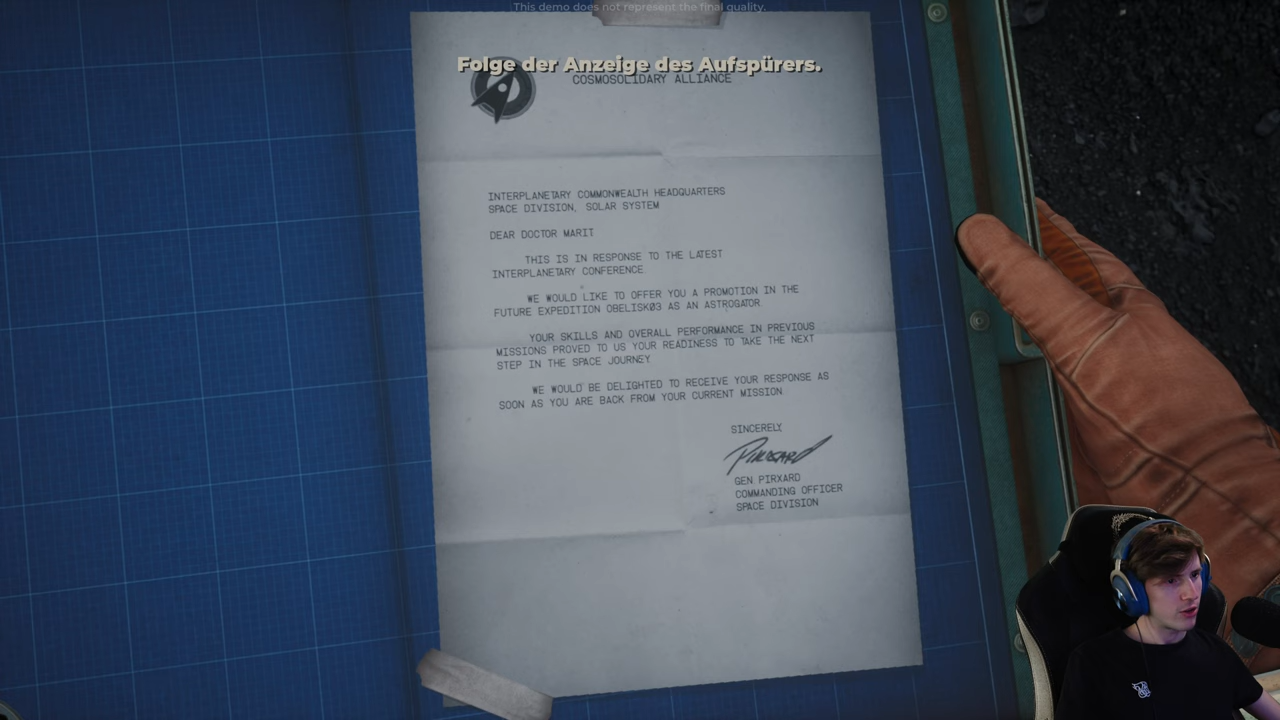 This demo does not represent the final quality.
Folge der Anzeige des Aufspürers.
COSMOSOLIDARY ALLIANCE
INTERPLANETARY COMMONWEALTH HEADQUARTERS
SPACE DIVISION, SOLAR SYSTEM
DEAR DOCTOR MARIT
THIS IS IN RESPONSE TO THE LATEST
INTERPLANETARY CONFERENCE.
WE WOULD LIKE TO OFFER YOU A PROMOTION IN THE
FUTURE EXPEDITION OBELISK03 AS AN ASTROGATOR.
YOUR SKILLS AND OVERALL PERFORMANCE IN PREVIOUS
MISSIONS PROVED TO US YOUR READINESS TO TAKE THE NEXT
STEP IN THE SPACE JOURNEY.
WE WOULD BE DELIGHTED TO RECEIVE YOUR RESPONSE AS
SOON AS YOU ARE BACK FROM YOUR CURRENT MISSION.
SINCERELY,
Pirxard
GEN PIRXARD
COMMANDING OFFICER
SPACE DIVISION